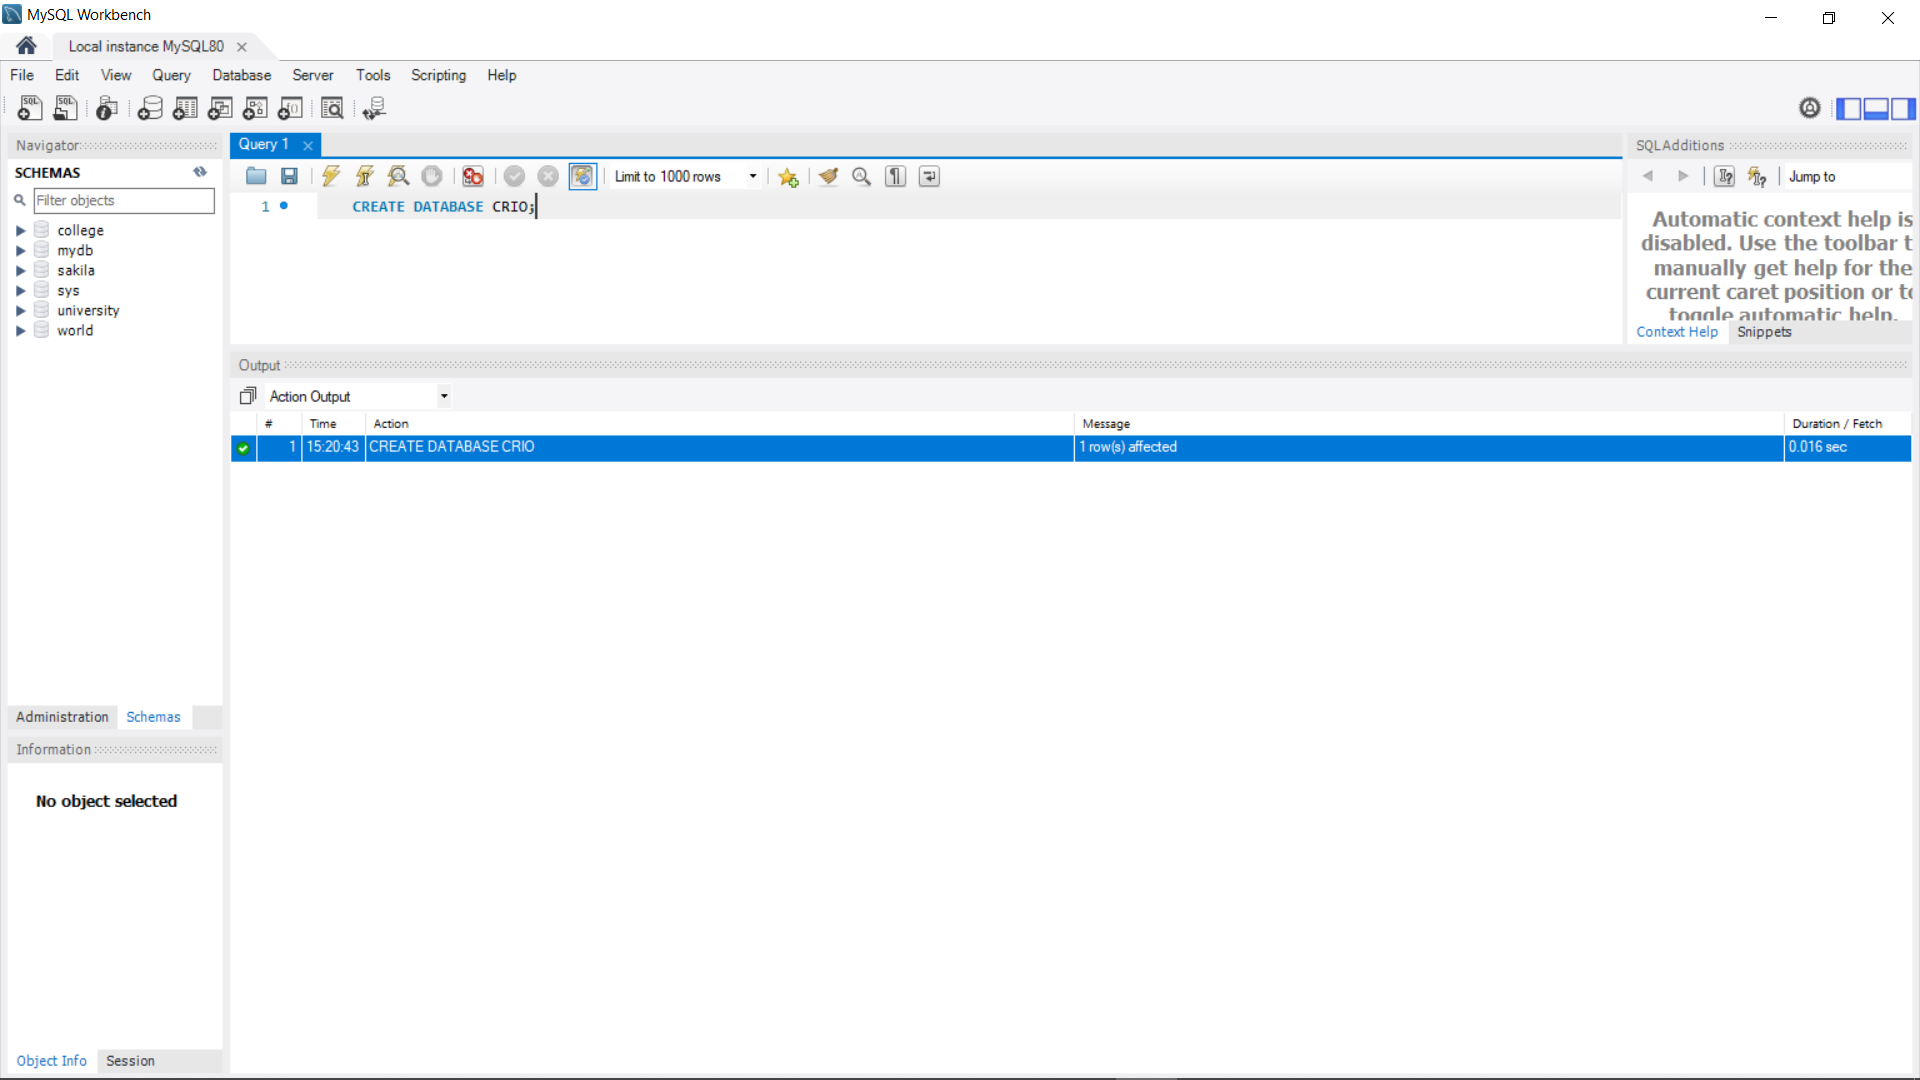 MySQL Workbench
Local instance MySQL80
File Edit View Query Database Server Tools Scripting Help
SQL SQL
Navigator
SCHEMAS
Filter objects
college
mydb
sakila
sys
university
world
Administration Schemas
Information
No object selected
Object Info Session
Query 1
Limit to 1000 rows
1 CREATE DATABASE CRIO;
SQLAdditions
Jump to
Automatic context help is
disabled. Use the toolbar t
manually get help for the
current caret position or to
toggle automatic help.
Context Help Snippets
Output
Action Output
# Time Action Message Duration / Fetch
1 15:20:43 CREATE DATABASE CRIO 1 row(s) affected 0.016 sec